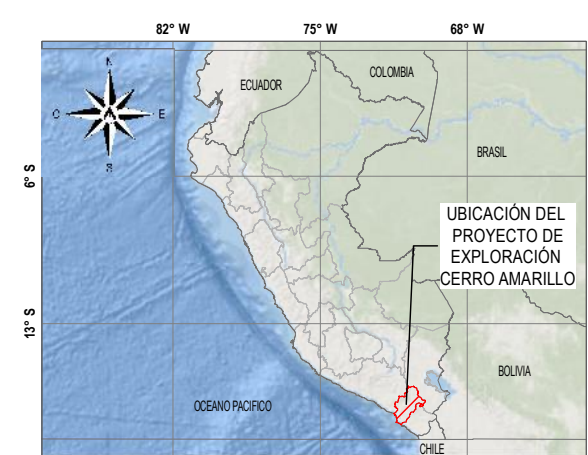 82° W 75° W 68° W
N
O E
S
ECUADOR
COLOMBIA
BRASIL
6° S
UBICACIÓN DEL
PROYECTO DE
EXPLORACIÓN
CERRO AMARILLO
13° S
BOLIVIA
OCEANO PACIFICO
CHILE